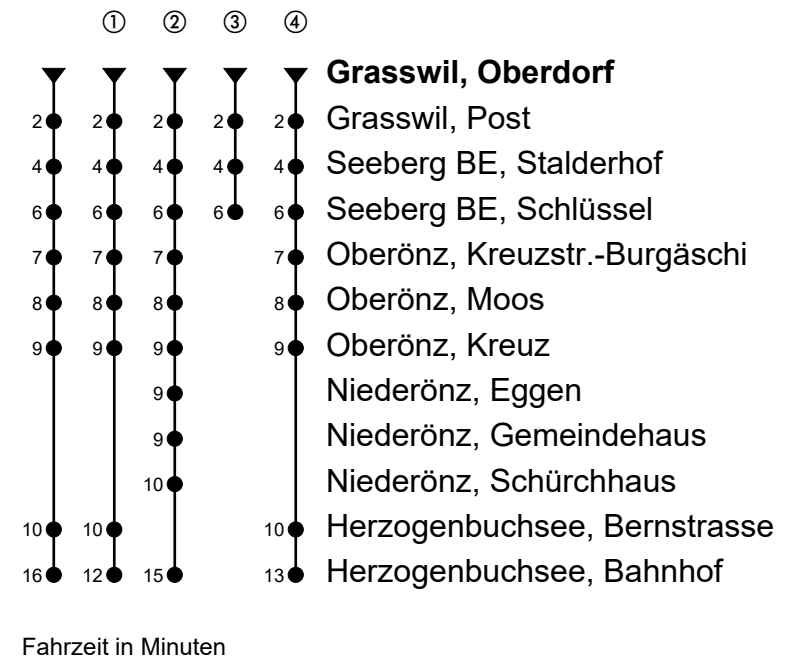 ① ② ③ ④
Grasswil, Oberdorf
2 2 2 2 2 Grasswil, Post
4 4 4 4 4 Seeberg BE, Stalderhof
6 6 6 6 6 Seeberg BE, Schlüssel
7 7 7 7 Oberönz, Kreuzstr.-Burgäschi
8 8 8 8 Oberönz, Moos
9 9 9 9 Oberönz, Kreuz
9 Niederönz, Eggen
9 Niederönz, Gemeindehaus
10 Niederönz, Schürchhaus
10 10 10 Herzogenbuchsee, Bernstrasse
16 12 15 13 Herzogenbuchsee, Bahnhof
Fahrzeit in Minuten